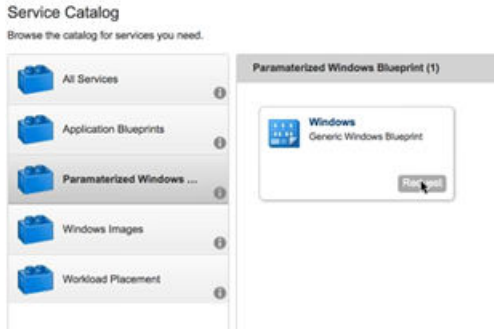 Service Catalog
Browse the catalog for services you need.
All Services
Application Blueprints
Paramaterized Windows ...
Windows Images
Workload Placement
Paramaterized Windows Blueprint (1)
Windows
Generic Windows Blueprint
Request